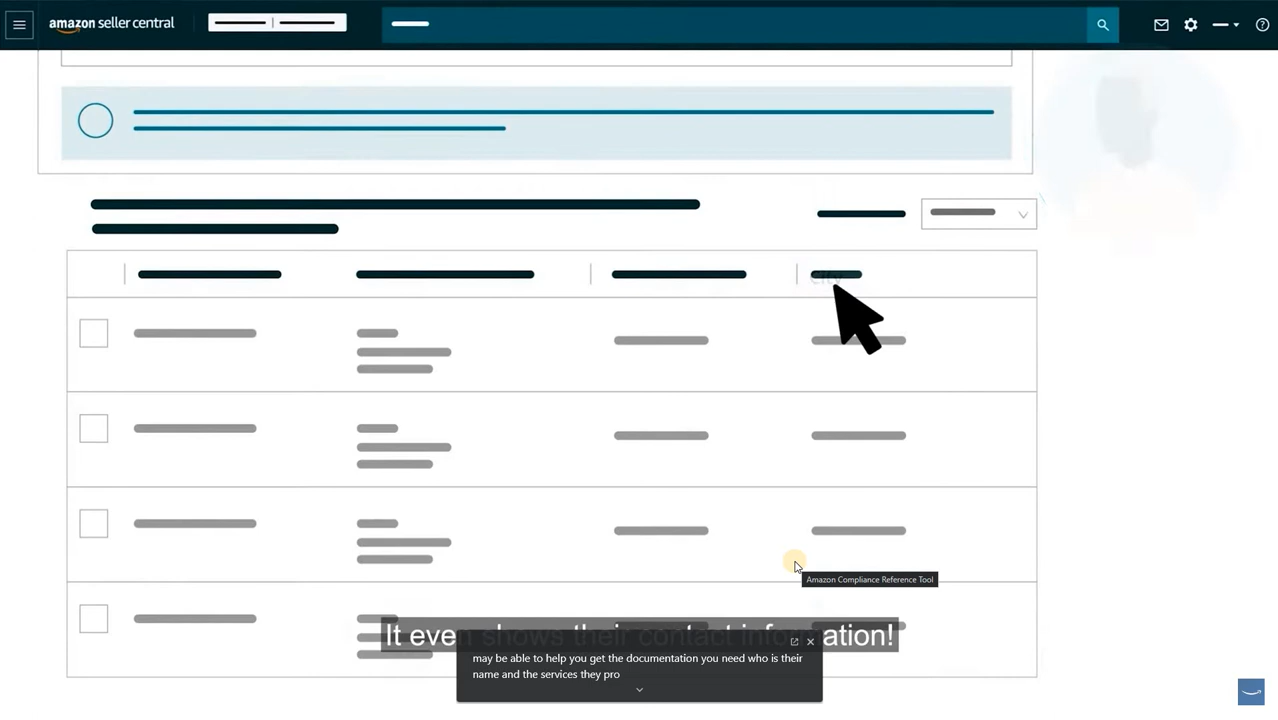 amazon seller central
City
Amazon Compliance Reference Tool
It even shows their contact information!
may be able to help you get the documentation you need who is their
name and the services they pro